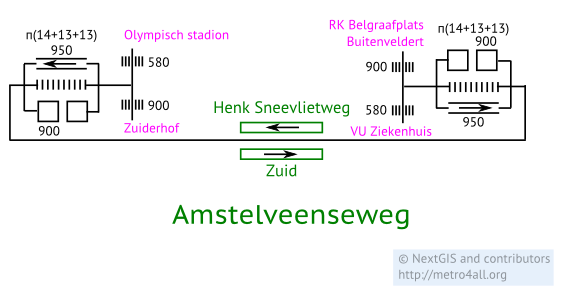 п(14+13+13)
950
900
Olympisch stadion
580
900
Zuiderhof
Henk Sneevlietweg
Zuid
RK Belgraafplats
Buitenveldert
900
580
VU Ziekenhuis
п(14+13+13)
900
950
Amstelveenseweg
© NextGIS and contributors
http://metro4all.org